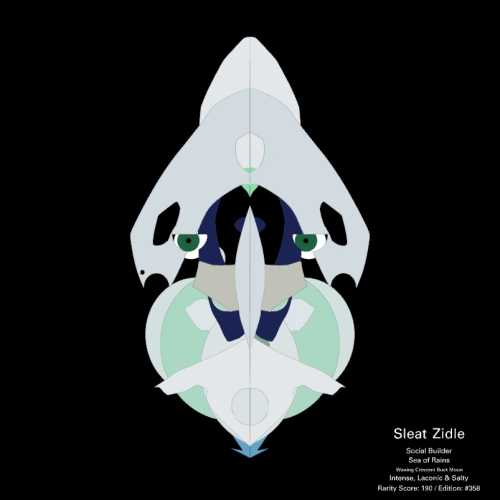 Sleat Zidle
Social Builder
Sea of Rains
Waning Crescent Buck Moon
Intense, Laconic & Salty
Rarity Score: 190 / Edition: #358